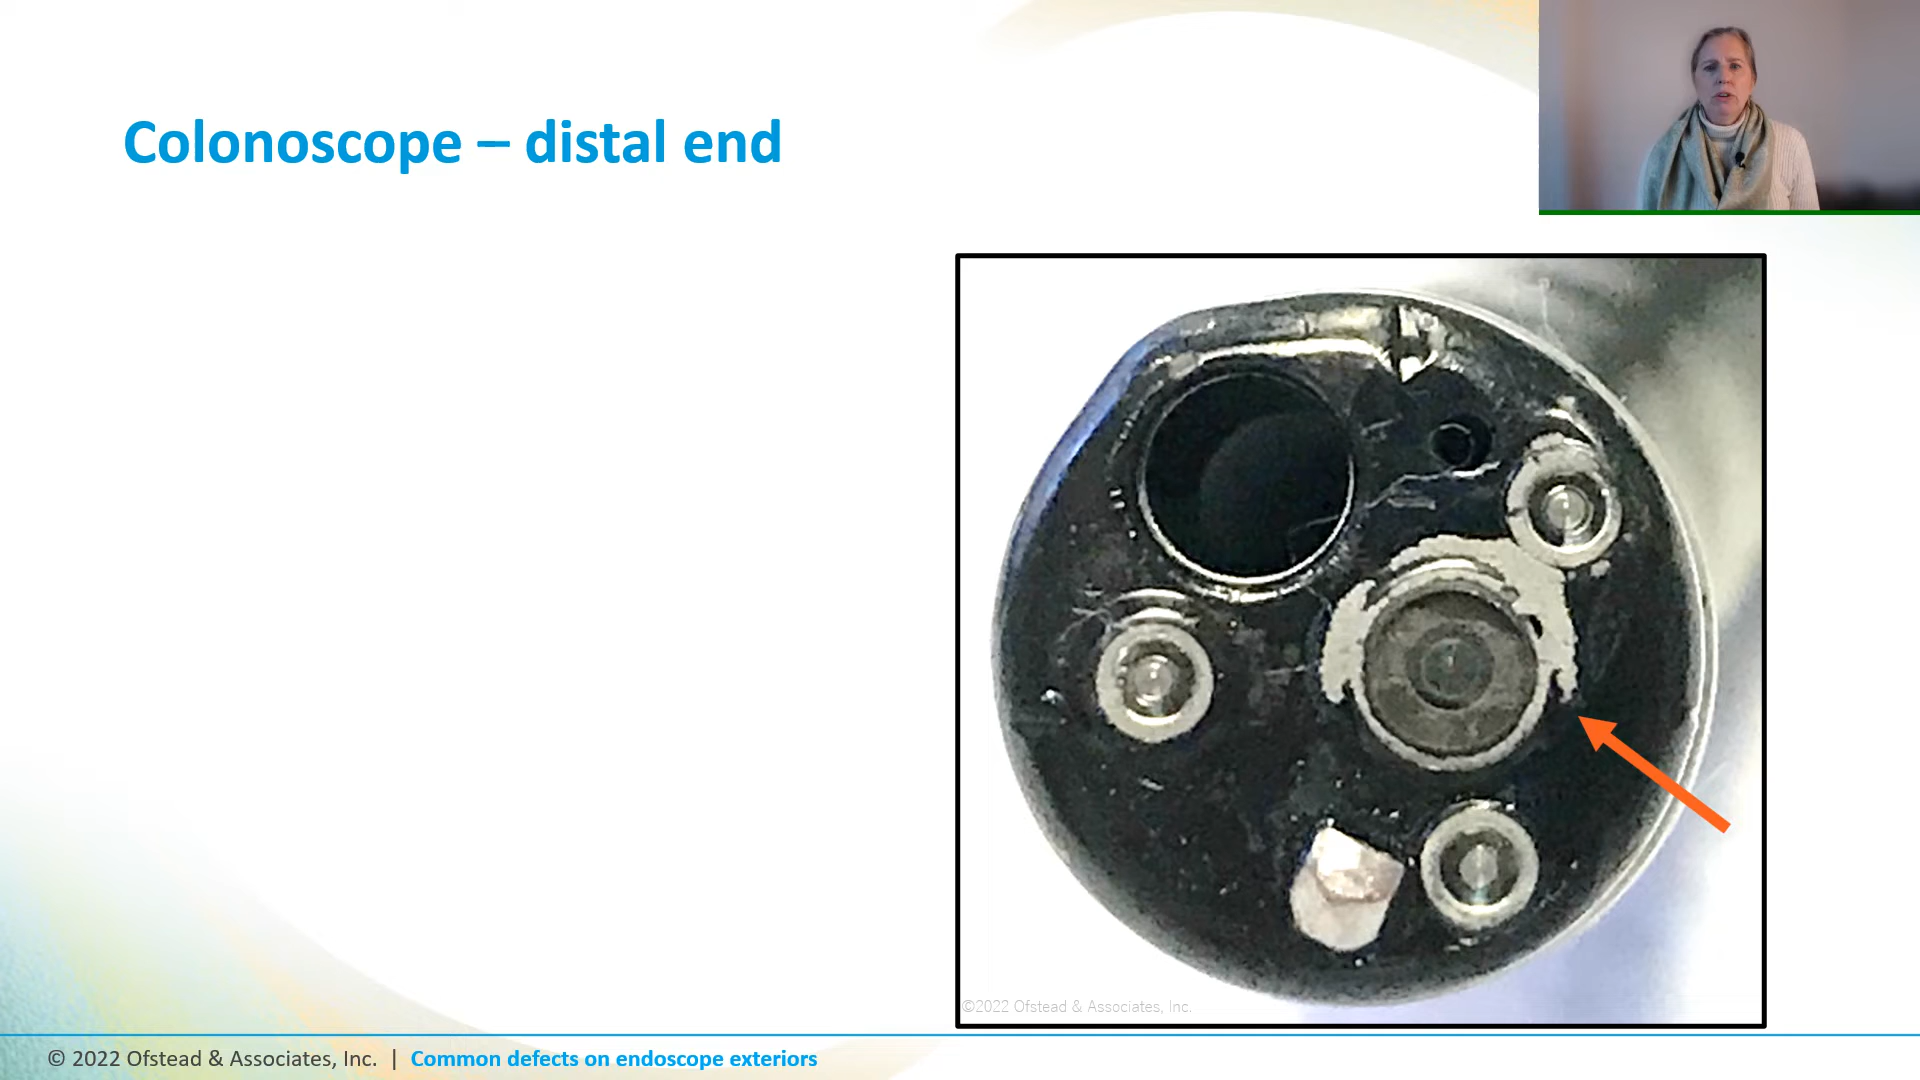 Colonoscope – distal end
©2022 Ofstead & Associates, Inc.
© 2022 Ofstead & Associates, Inc. | Common defects on endoscope exteriors